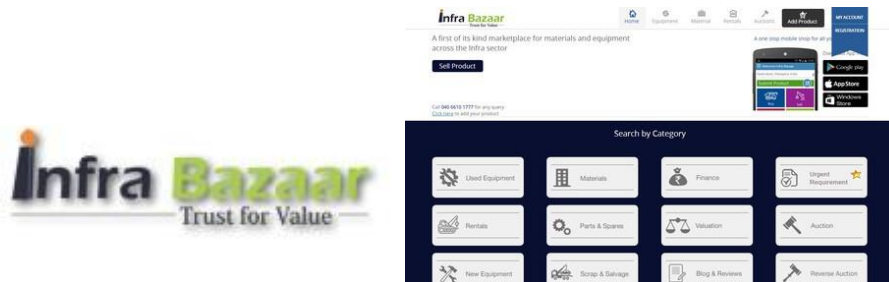 Infra Bazaar
Trust for Value
Infra Bazaar
Trust for Value
Home
Equipment
Material
Rentals
Auctions
Add Product
MY ACCOUNT
REGISTRATION
A first of its kind marketplace for materials and equipment
across the Infra sector
Sell Product
A one stop mobile shop for all
Google play
App Store
Windows
Store
Call 040 6610 1777 for any query
Click here to add your product
Search by Category
Used Equipment
Materials
Finance
Urgent
Requirement
Rentals
Parts & Spares
Valuation
Auction
New Equipment
Scrap & Salvage
Blog & Reviews
Reverse Auction